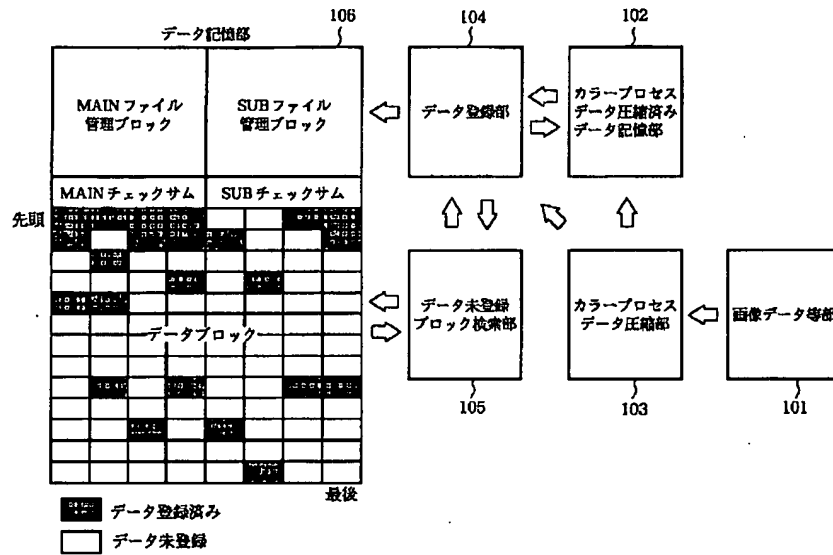 106
104
102
データ記憶部
MAINファイル
管理ブロック
SUBファイル
管理ブロック
データ登録部
カラープロセス
データ圧縮済み
データ記憶部
MAINチェックサム
SUBチェックサム
先頭
データブロック
データ未登録
ブロック検索部
カラープロセス
データ圧縮部
画像データ導部
105
103
101
最後
データ登録済み
データ未登録